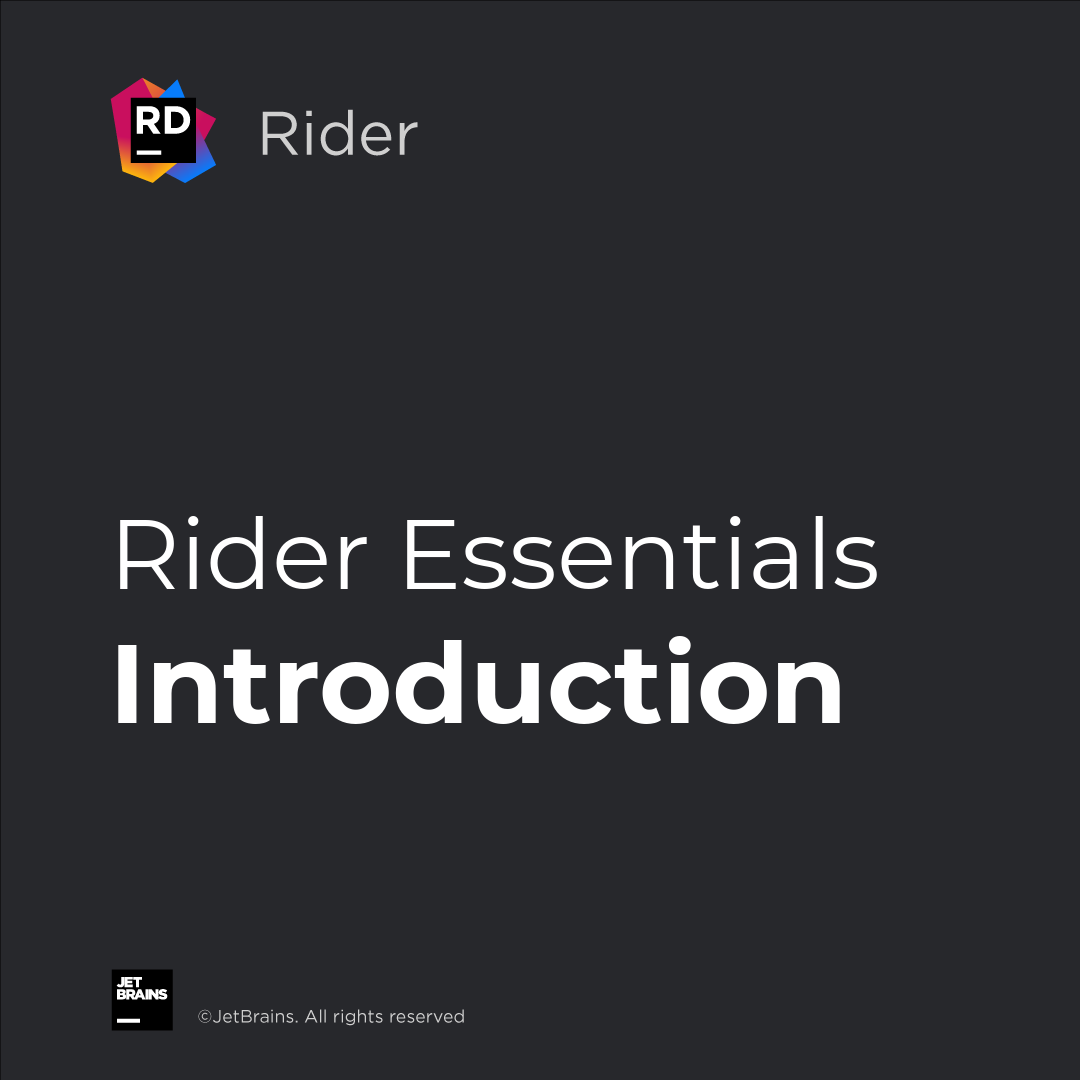 RD
Rider
Rider Essentials
Introduction
JET
BRAINS
©JetBrains. All rights reserved